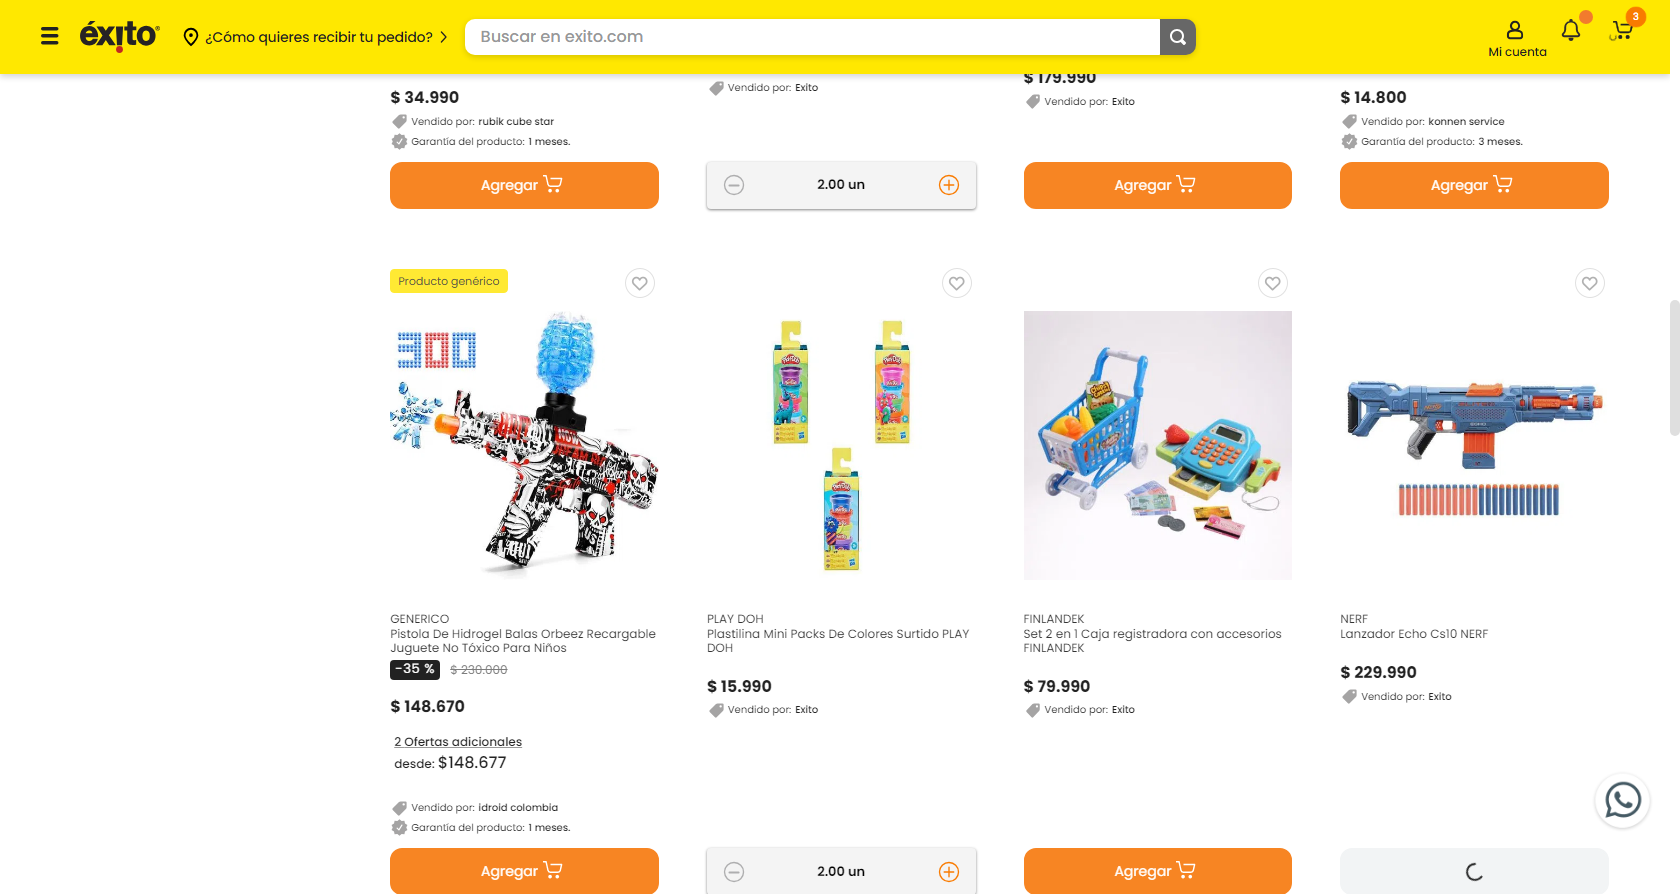 éxito
¿Cómo quieres recibir tu pedido?
Buscar en exito.com
Mi cuenta
3
$ 34.990
Vendido por: rubik cube star
Garantía del producto: 1 meses.
Agregar
Vendido por: Exito
2.00 un
$ 179.990
Vendido por: Exito
Agregar
$ 14.800
Vendido por: konnen service
Garantía del producto: 3 meses.
Agregar
Producto genérico
300
GENERICO
Pistola De Hidrogel Balas Orbeez Recargable
Juguete No Tóxico Para Niños
-35 %
$ 230.000
$ 148.670
2 Ofertas adicionales
desde: $148.677
Vendido por: idroid colombia
Garantía del producto: 1 meses.
Agregar
PLAY DOH
Plastilina Mini Packs De Colores Surtido PLAY
DOH
$ 15.990
Vendido por: Exito
2.00 un
FINLANDEK
Set 2 en 1 Caja registradora con accesorios
FINLANDEK
$ 79.990
Vendido por: Exito
Agregar
NERF
Lanzador Echo Cs10 NERF
$ 229.990
Vendido por: Exito